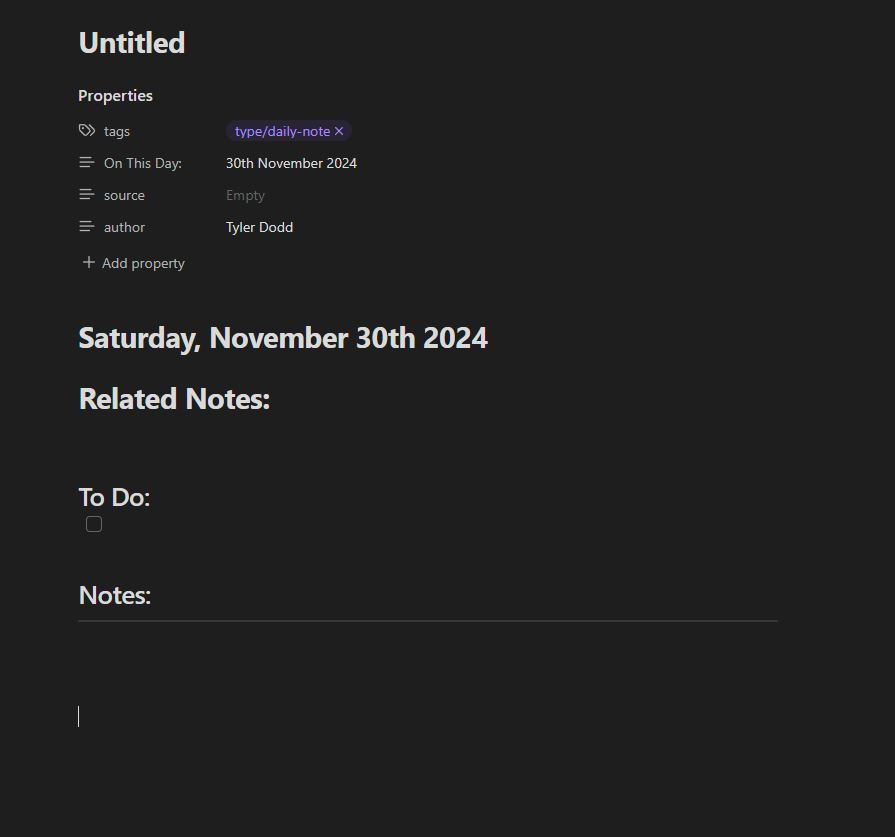 Untitled
Properties
tags type/daily-note ×
On This Day: 30th November 2024
source Empty
author Tyler Dodd
+ Add property
Saturday, November 30th 2024
Related Notes:
To Do:
Notes: